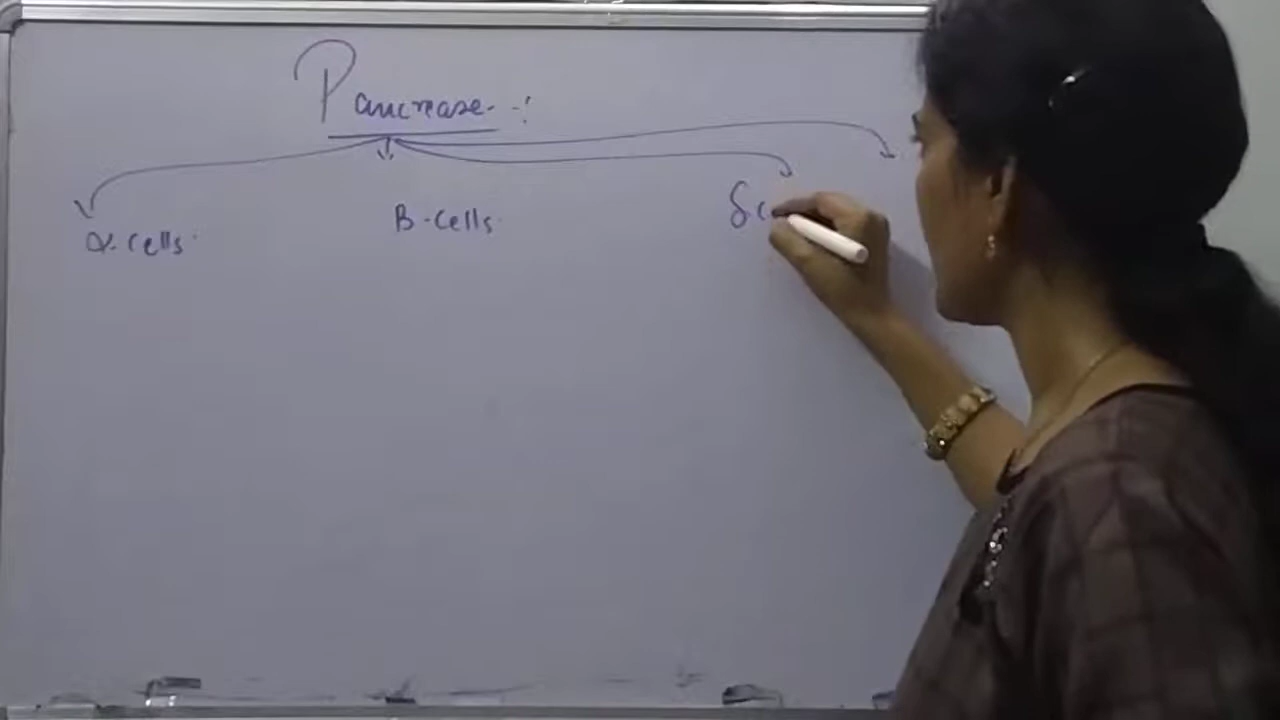 Pancrease :
α. cells
B - cells
δ c